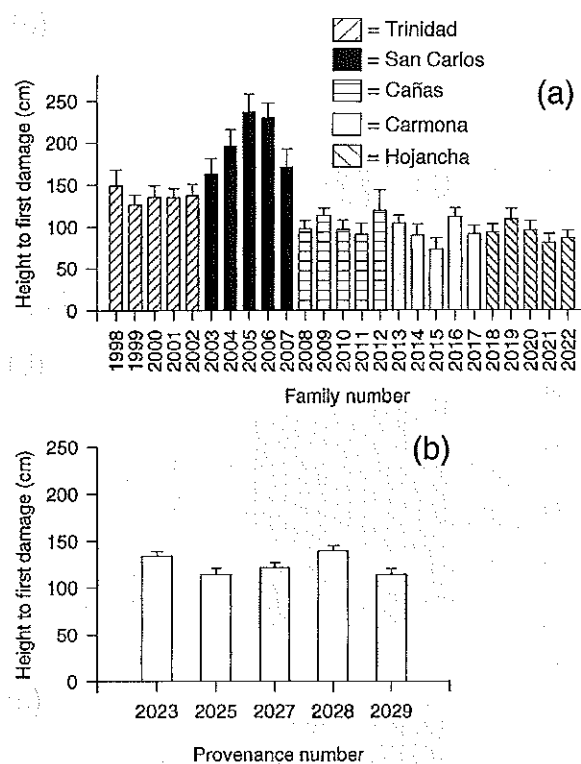 = Trinidad
= San Carlos
= Cañas
= Carmona
= Hojancha
(a)
Height to first damage (cm)
250
200
150
100
50
0
1998 1999 2000 2001 2002 2003 2004 2005 2006 2007 2008 2009 2010 2011 2012 2013 2014 2015 2016 2017 2018 2019 2020 2021 2022
Family number
(b)
Height to first damage (cm)
250
200
150
100
50
0
2023 2025 2027 2028 2029
Provenance number